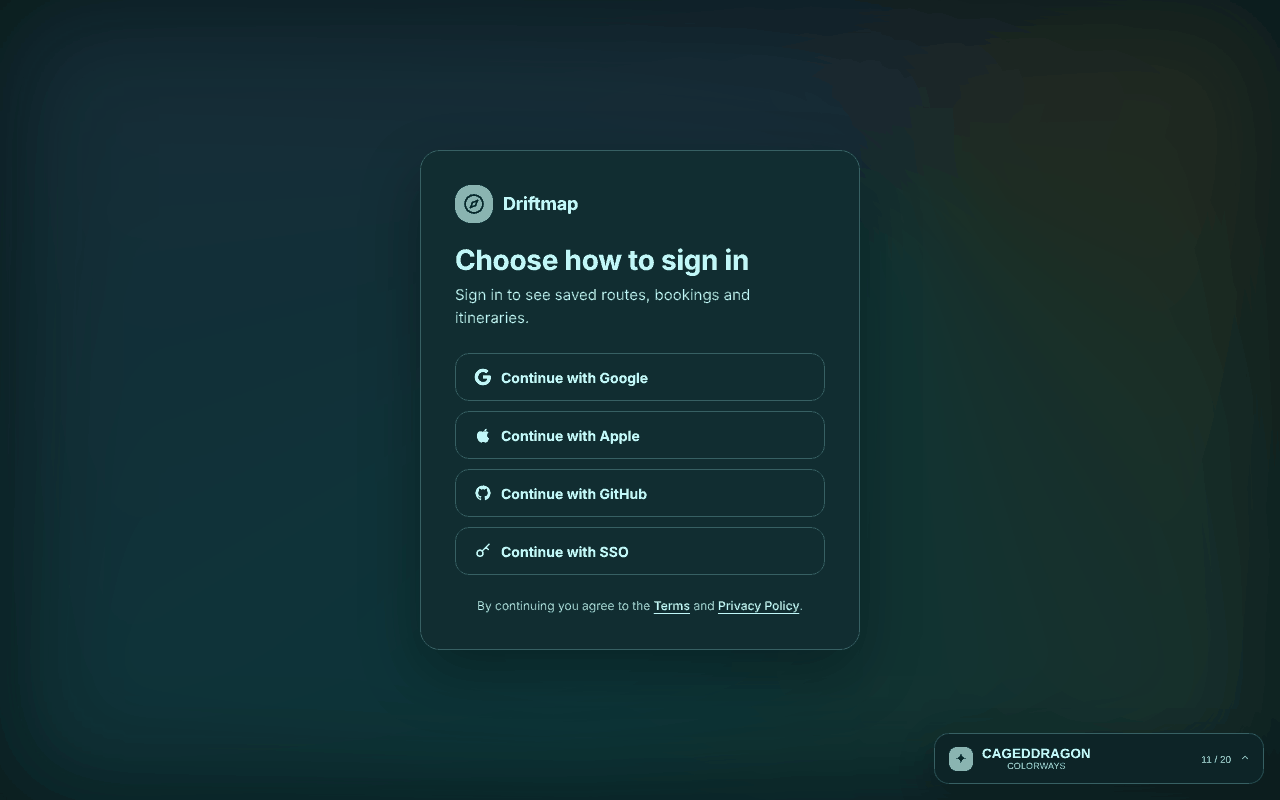 Driftmap
Choose how to sign in
Sign in to see saved routes, bookings and
itineraries.
Continue with Google
Continue with Apple
Continue with GitHub
Continue with SSO
By continuing you agree to the Terms and Privacy Policy.
CAGEDDRAGON
COLORWAYS
11 / 20